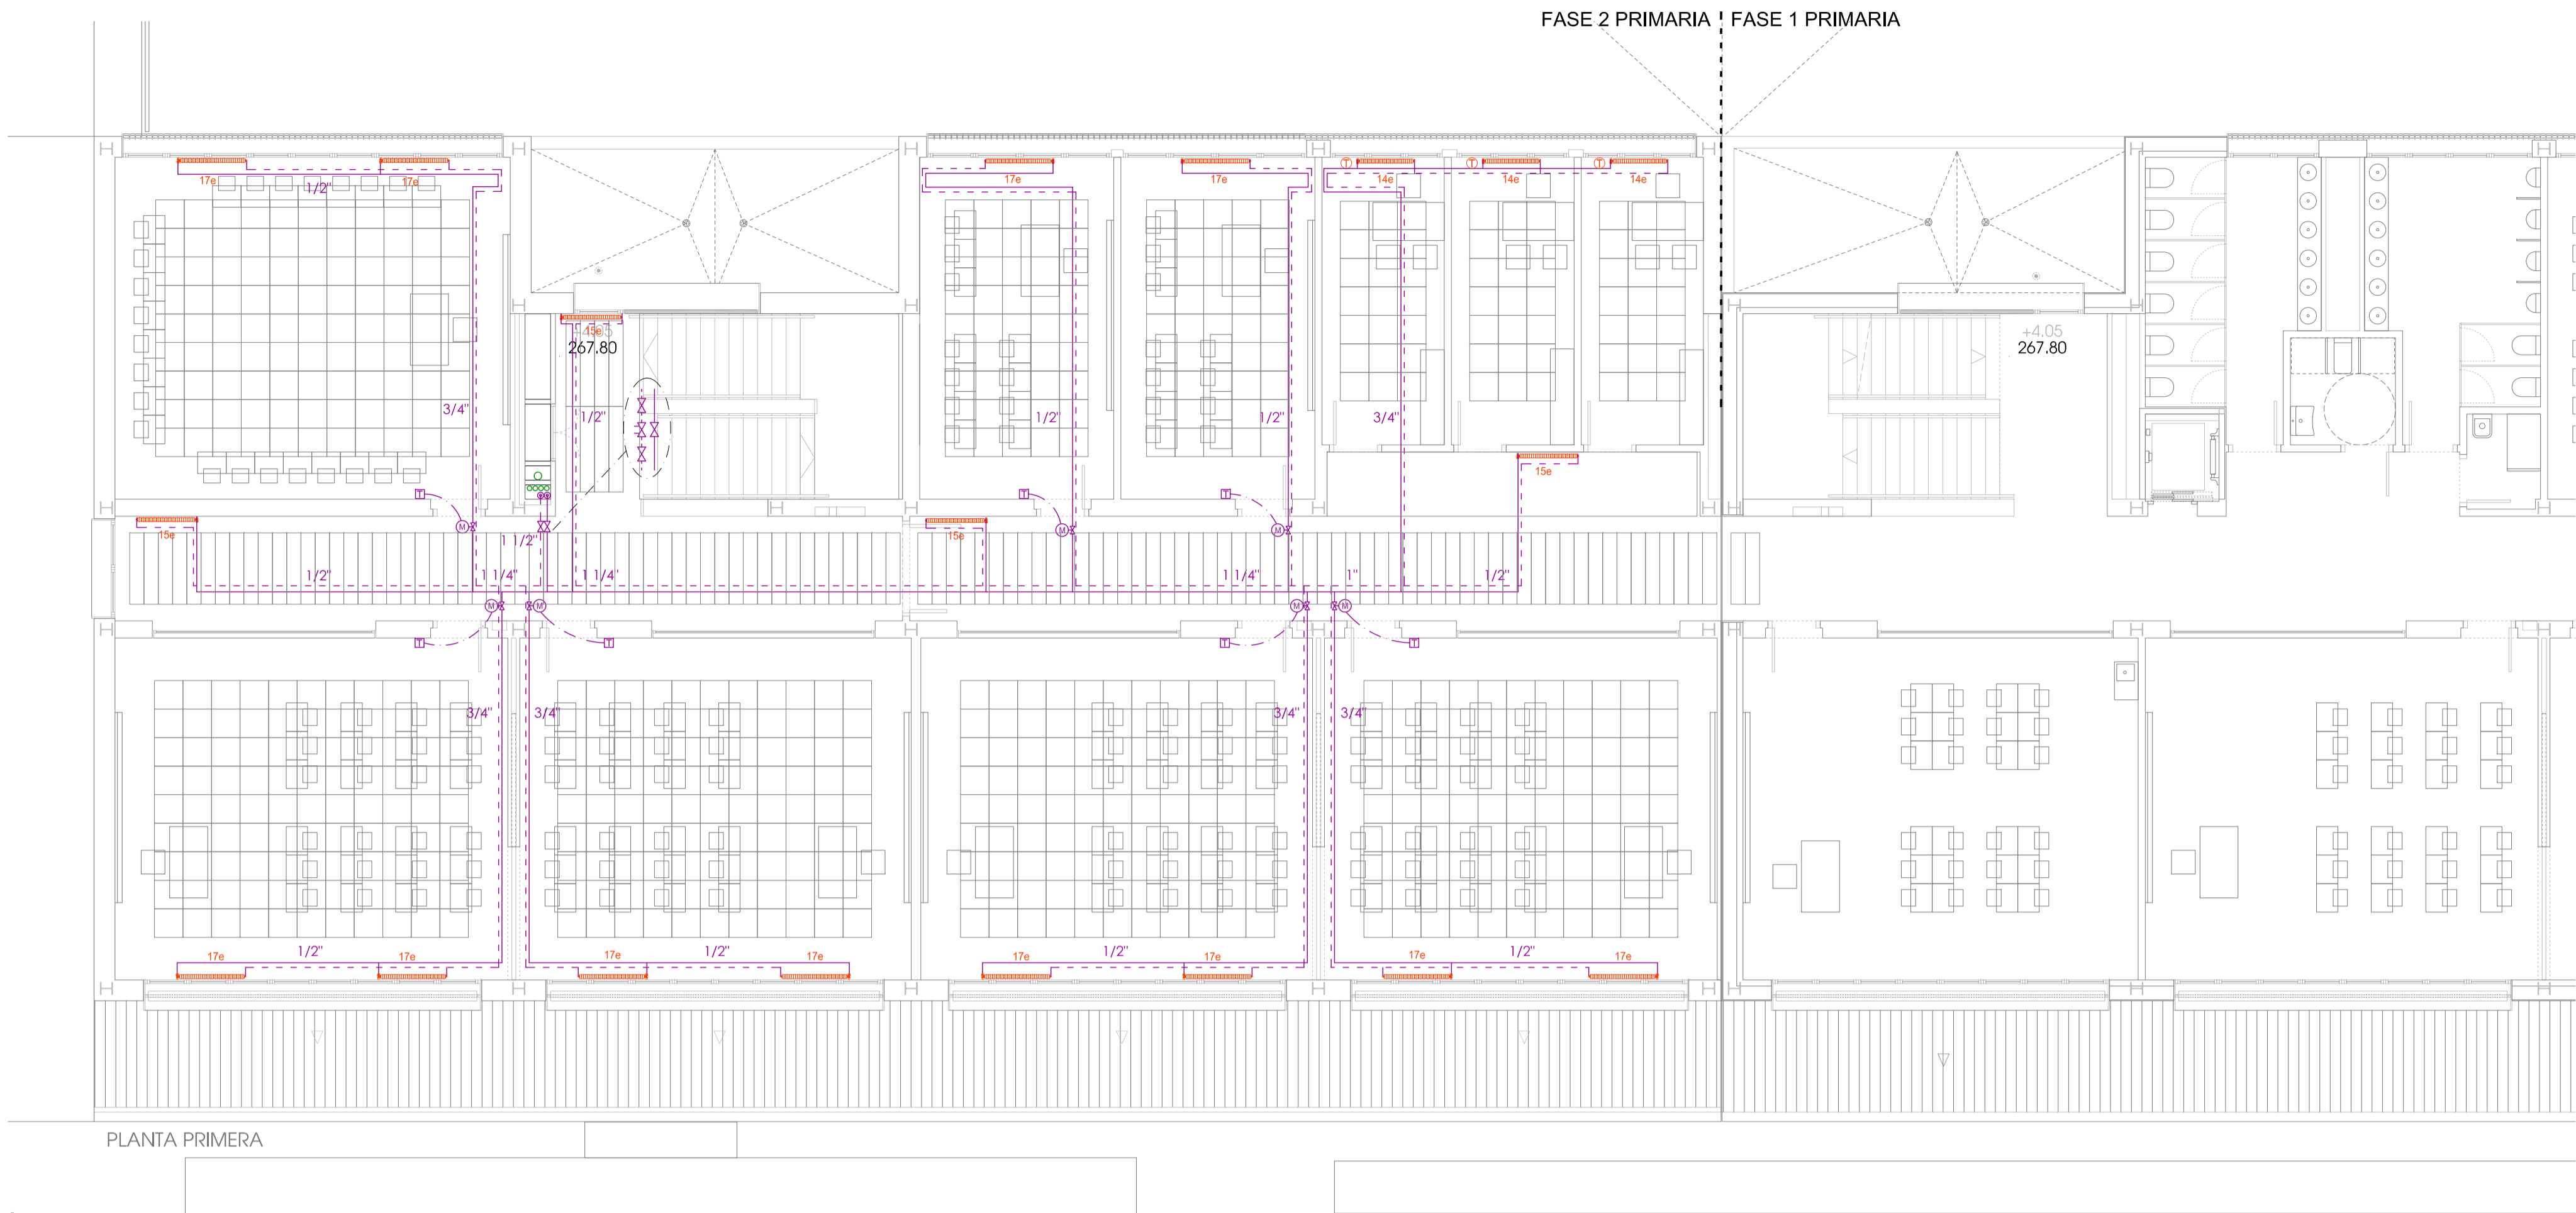 FASE 2 PRIMARIA FASE 1 PRIMARIA
17e 1/2" 17e 17e 17e T 14e T 14e T 14e
15e
+4.05
267.80
+4.05
267.80
3/4" 1/2" 1/2" 1/2" 3/4"
15e
T T T
M M M
15e 1 1/2" 15e
1/2" 1 1/4" 1 1/4" 1 1/4" 1" 1/2"
M M M M
T T T T
3/4" 3/4" 3/4" 3/4"
17e 1/2" 17e 17e 1/2" 17e 17e 1/2" 17e 17e 1/2" 17e
PLANTA PRIMERA